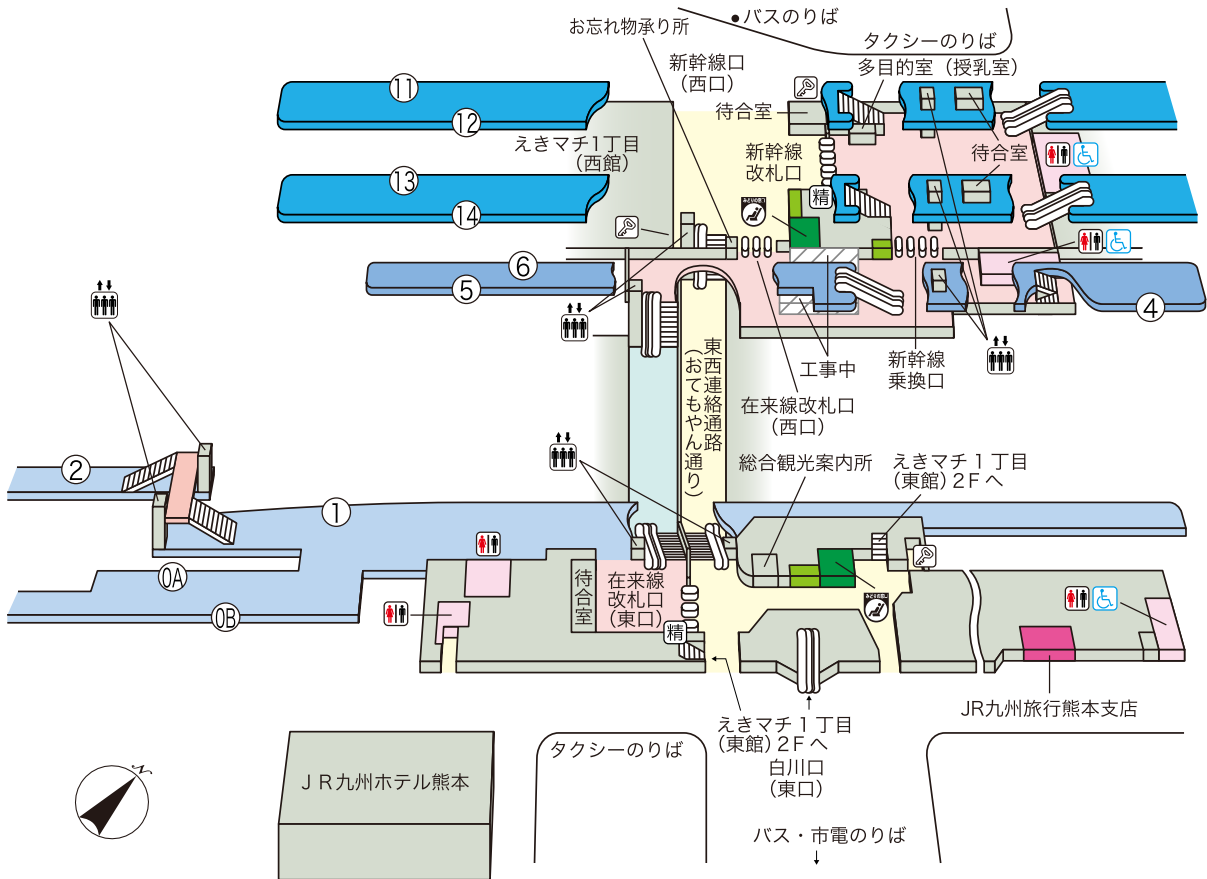 バスのりば
お忘れ物承り所
タクシーのりば
新幹線口
(西口)
多目的室(授乳室)
⑪
⑫
待合室
えきマチ1丁目
(西館)
新幹線
改札口
待合室
⑬
⑭
精
⑥
⑤
④
工事中
新幹線
乗換口
在来線改札口
(西口)
東西連絡通路
(おてもやん通り)
②
①
0A
0B
総合観光案内所
えきマチ1丁目
(東館)2Fへ
待合室
在来線
改札口
(東口)
精
JR九州旅行熊本支店
えきマチ1丁目
(東館)2Fへ
白川口
(東口)
タクシーのりば
JR九州ホテル熊本
バス・市電のりば
N